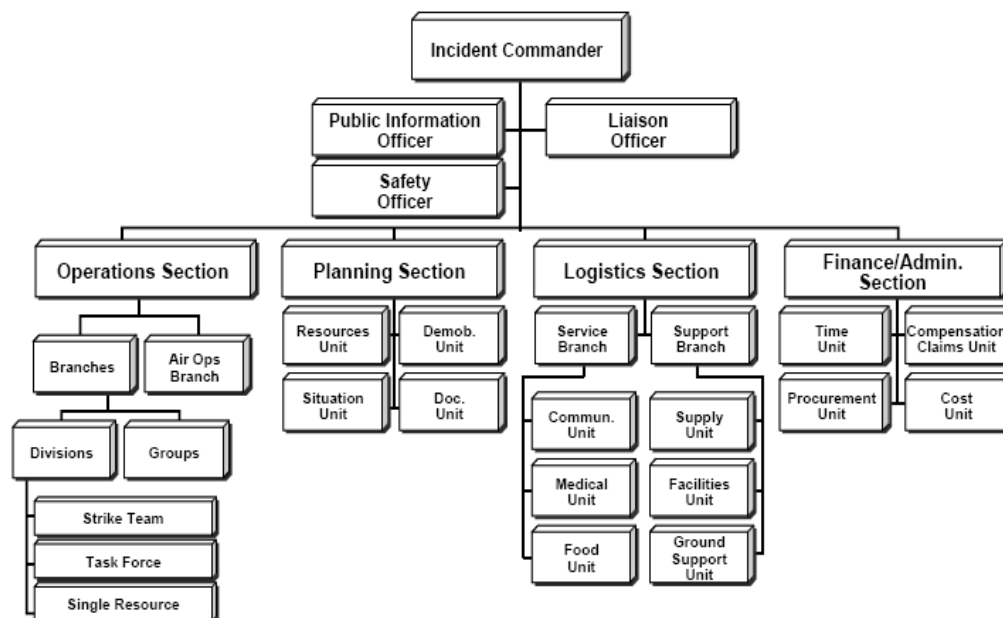 Incident Commander
Public Information
Officer
Liaison
Officer
Safety
Officer
Operations Section
Planning Section
Logistics Section
Finance/Admin.
Section
Branches
Air Ops
Branch
Divisions
Groups
Strike Team
Task Force
Single Resource
Resources
Unit
Demob.
Unit
Situation
Unit
Doc.
Unit
Service
Branch
Support
Branch
Commun.
Unit
Supply
Unit
Medical
Unit
Facilities
Unit
Food
Unit
Ground
Support
Unit
Time
Unit
Compensation
Claims Unit
Procurement
Unit
Cost
Unit